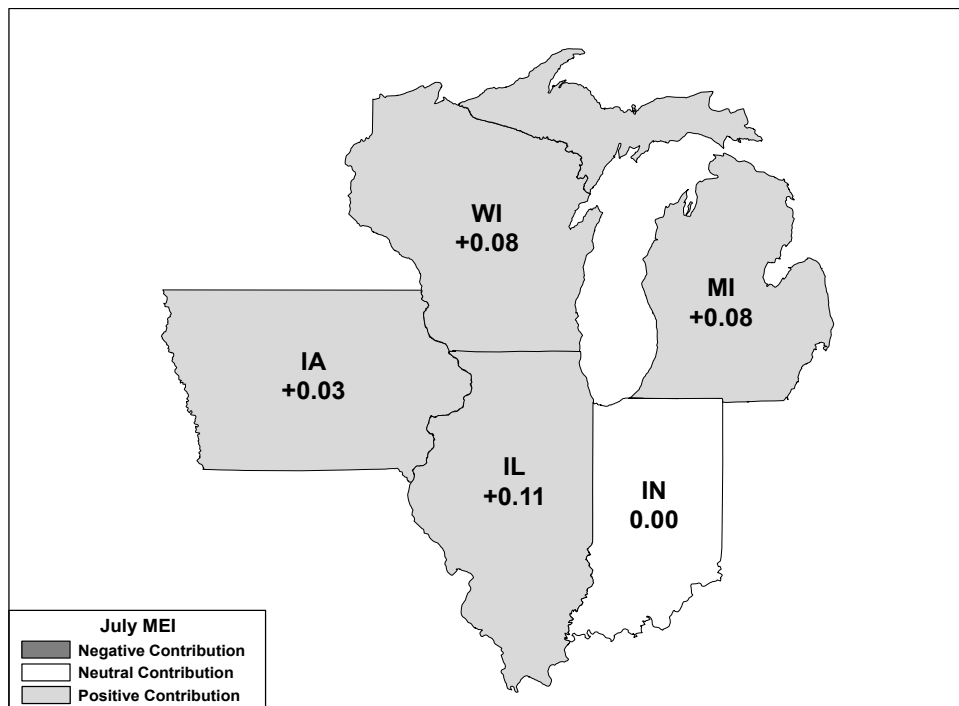 WI
+0.08
MI
+0.08
IA
+0.03
IL
+0.11
IN
0.00
July MEI
Negative Contribution
Neutral Contribution
Positive Contribution